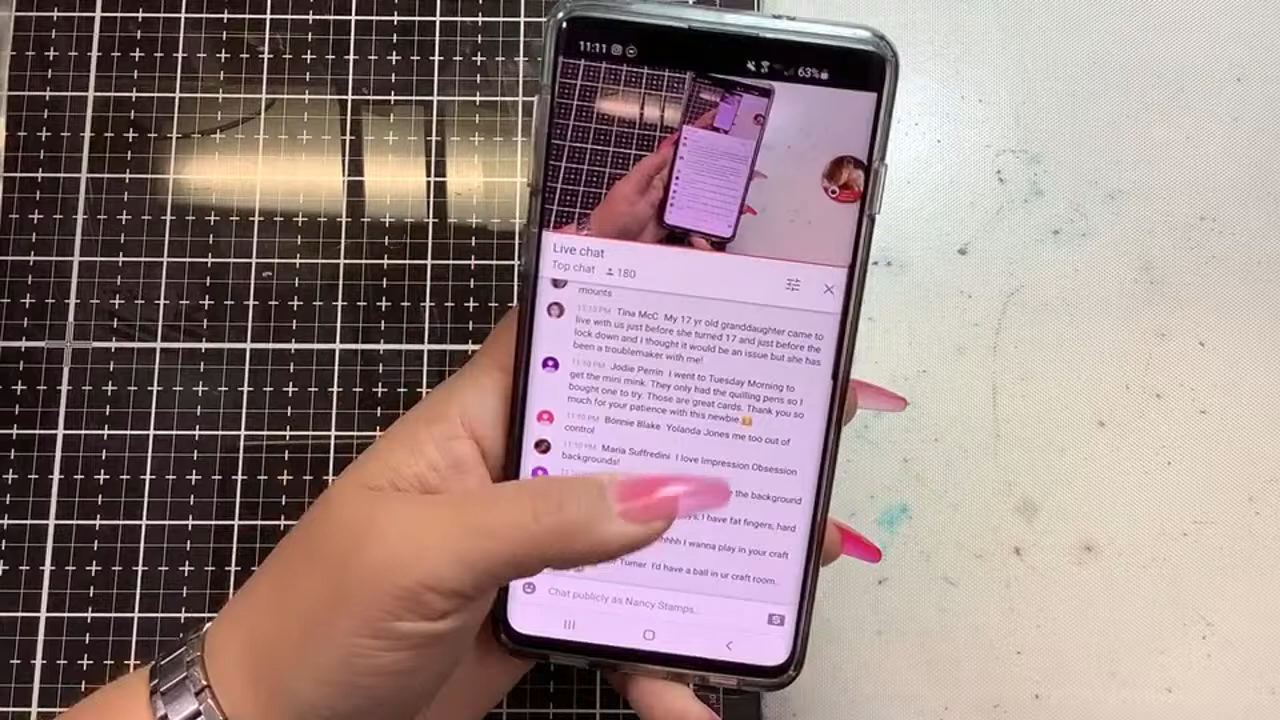 11:11 63%
Live chat
Top chat 180
mounts
11:10 PM Tina McC My 17 yr old granddaughter came to
live with us just before she turned 17 and just before the
lock down and I thought it would be an issue but she has
been a troublemaker with me!
11:10 PM Jodie Perrin I went to Tuesday Morning to
get the mini mink. They only had the quilling pens so I
bought one to try. Those are great cards. Thank you so
much for your patience with this newbie
11:10 PM Bonnie Blake Yolanda Jones me too out of
control
11:10 PM Maria Suffredini I love Impression Obsession
backgrounds!
the background
I have fat fingers, hard
I wanna play in your craft
Turner I'd have a ball in ur craft room..
Chat publicly as Nancy Stamps...